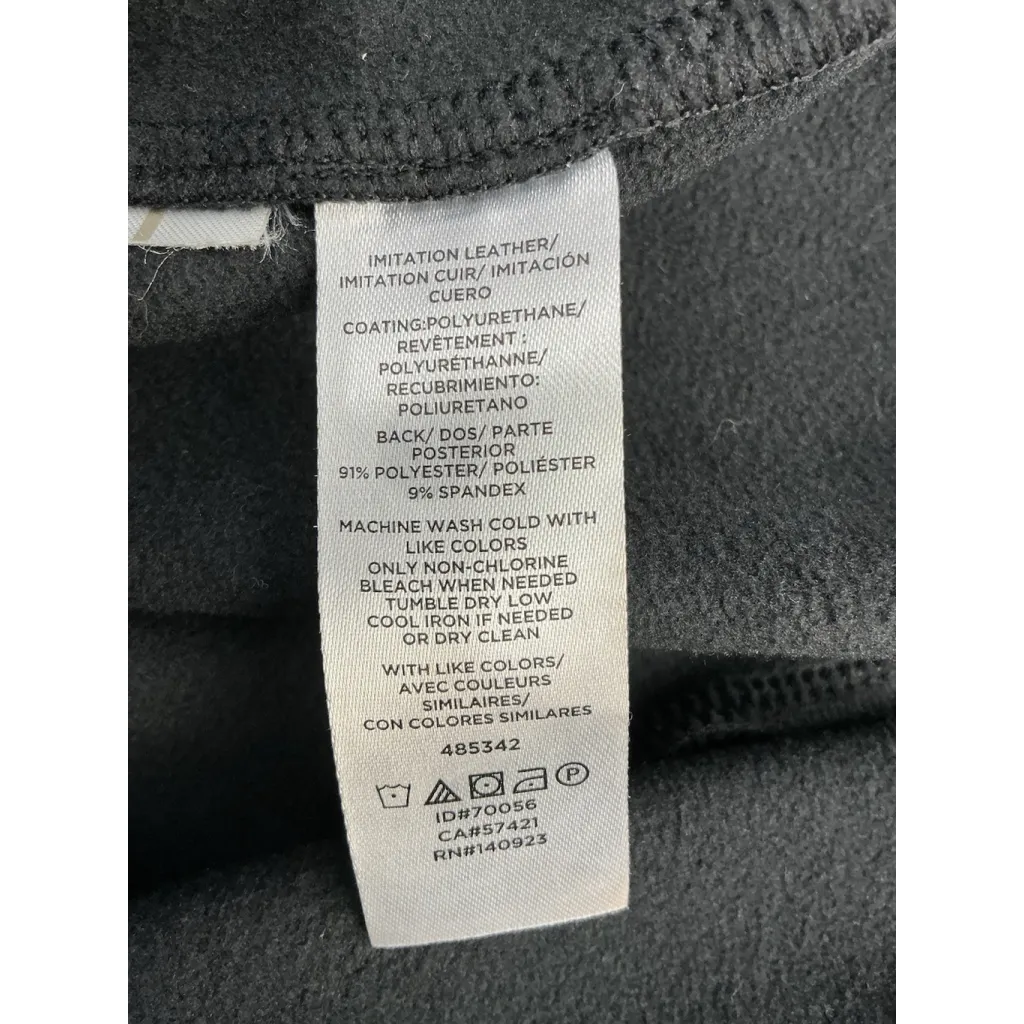 IMITATION LEATHER/
IMITATION CUIR/ IMITACIÓN
CUERO
COATING:POLYURETHANE/
REVÊTEMENT :
POLYURÉTHANNE/
RECUBRIMIENTO:
POLIURETANO
BACK/ DOS/ PARTE
POSTERIOR
91% POLYESTER/ POLIÉSTER
9% SPANDEX
MACHINE WASH COLD WITH
LIKE COLORS
ONLY NON-CHLORINE
BLEACH WHEN NEEDED
TUMBLE DRY LOW
COOL IRON IF NEEDED
OR DRY CLEAN
WITH LIKE COLORS/
AVEC COULEURS
SIMILAIRES/
CON COLORES SIMILARES
485342
P
ID#70056
CA#57421
RN#140923